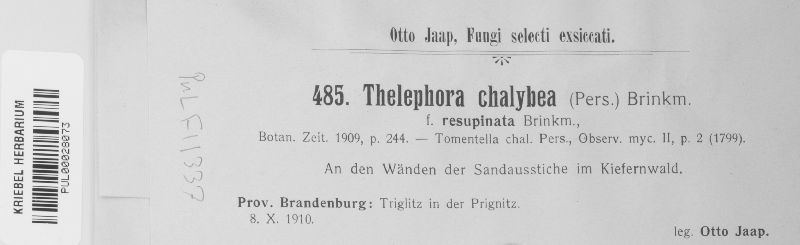 KRIEBEL HERBARIUM
PUL00028073
PUL F11337
Otto Jaap, Fungi selecti exsiccati.
485. Thelephora chalybea (Pers.) Brinkm.
f. resupinata Brinkm.,
Botan. Zeit. 1909, p. 244. — Tomentella chal. Pers., Observ. myc. II, p. 2 (1799).
An den Wänden der Sandausstiche im Kiefernwald.
Prov. Brandenburg: Triglitz in der Prignitz.
8. X. 1910.
leg. Otto Jaap.